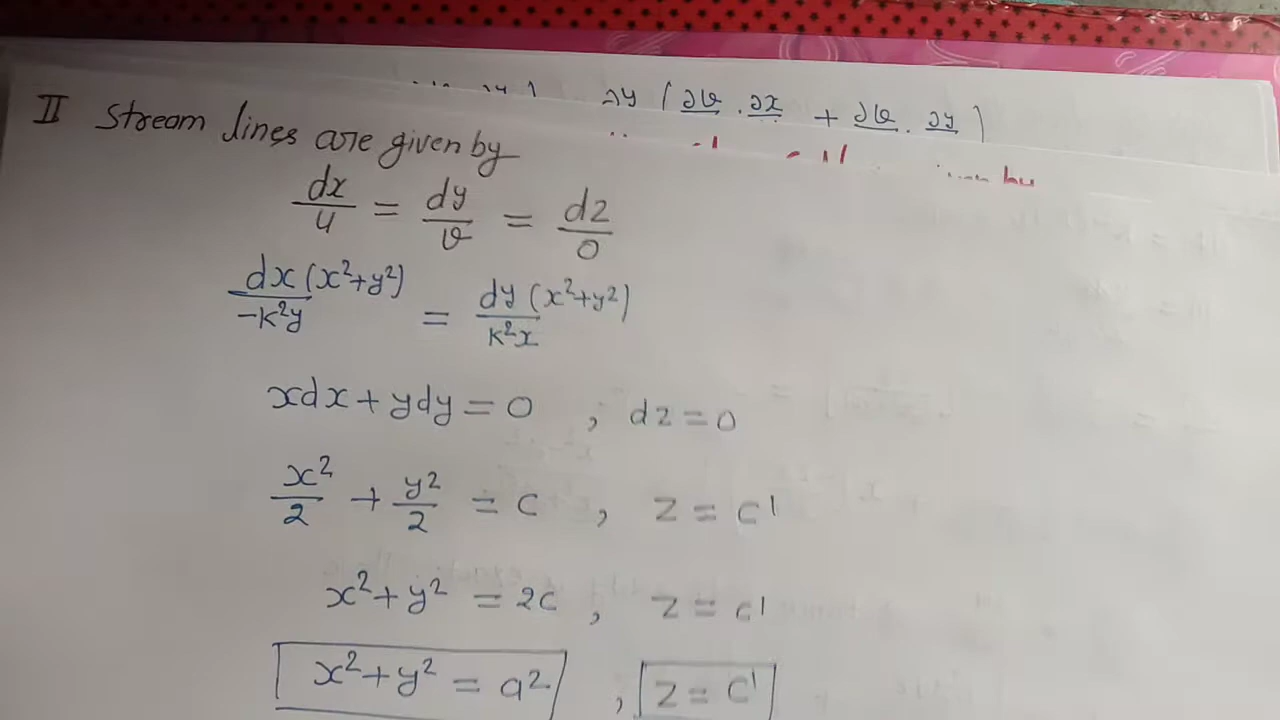 ∂y ( ∂v/∂x . ∂x + ∂v . ∂y )
II Stream lines are given by
dx/u = dy/v = dz/0
dx(x²+y²)/-k²y = dy(x²+y²)/k²x
xdx + ydy = 0 , dz = 0
x²/2 + y²/2 = c , z = c'
x² + y² = 2c , z = c'
x² + y² = a² , z = c'